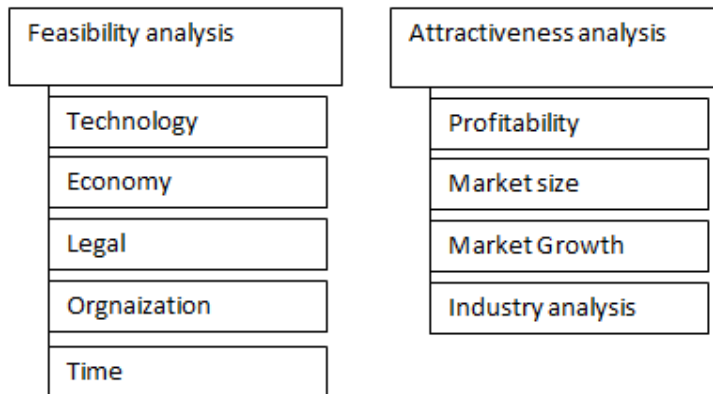 Feasibility analysis
Technology
Economy
Legal
Orgnaization
Time
Attractiveness analysis
Profitability
Market size
Market Growth
Industry analysis